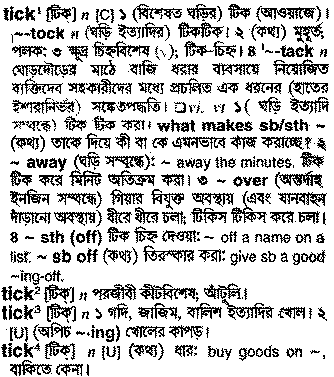 tick¹ [টিক] n [C] ১ (বিশেষত ঘড়ির) টিক (আওয়াজে)।
~-tock n (ঘড়ি ইত্যাদির) টিকটিক। ২ (কথ্য) মুহূর্ত,
পলক: ৩ ক্ষুদ্র চিহ্নবিশেষ (√); টিক-চিহ্ন। ৪ '~-tack n
ঘোড়দৌড়ের মাঠে বাজি ধরার ব্যবসায়ে নিয়োজিত
ব্যক্তিদের সহকারীদের মধ্যে প্রচলিত এক ধরনের (হাতের
ইশারানির্ভর) সঙ্কেতপদ্ধতি। □vi, vt ১ (ঘড়ি ইত্যাদি
সম্বন্ধে) টিক টিক করা। what makes sb/sth ~
(কথ্য) তাকে দিয়ে কী বা কে এমনভাবে কাজ করাচ্ছে? ২
~ away (ঘড়ি সম্বন্ধে): ~ away the minutes, টিক
টিক করে মিনিট অতিক্রম করা। ৩ ~ over (অন্তর্দাহ
ইনজিন সম্বন্ধে) গিয়ার বিযুক্ত অবস্থায় (এবং যানবাহন
দাঁড়ানো অবস্থায়) ধীরে ধীরে চলা; টিকিস টিকিস করে চলা।
৪ ~ sth (off) টিক চিহ্ন দেওয়া: ~ off a name on a
list. ~ sb off (কথ্য) তিরস্কার করা: give sb a good
~ing-off.
tick² [টিক্] n পরজীবী কীটবিশেষ, আঁটুলি।
tick³ [টিক্] n ১ গদি, জাজিম, বালিশ ইত্যাদির খোল। ২
[U] (অপিচ ~·ing) খোলের কাপড়।
tick⁴ [টিক] n [U] (কথ্য) ধার: buy goods on ~,
বাকিতে কেনা।